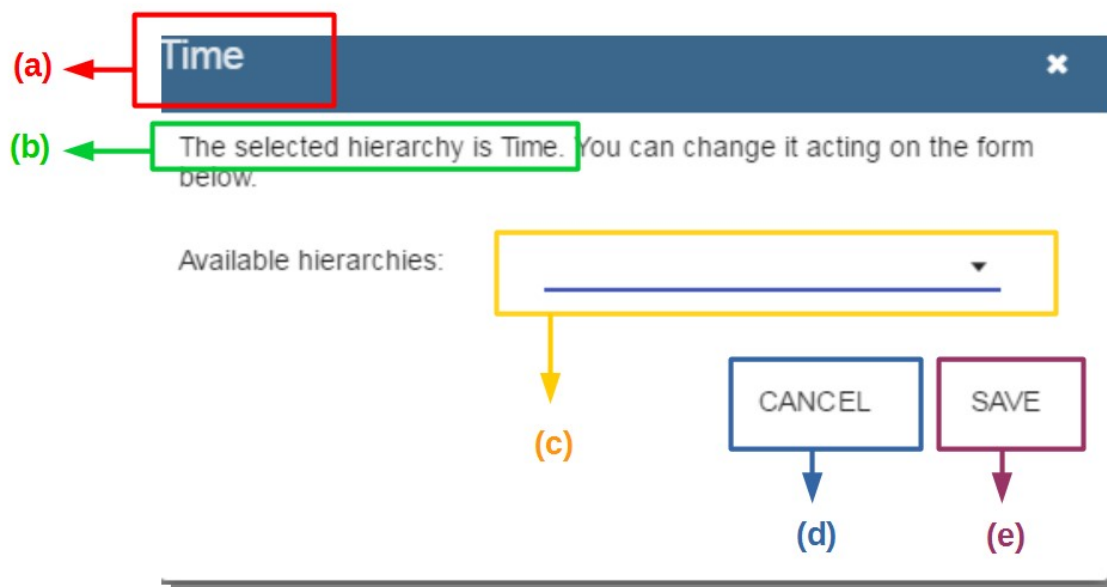 (a)
Time
(b)
The selected hierarchy is Time. You can change it acting on the form
below.
Available hierarchies:
(c)
CANCEL
SAVE
(d)
(e)